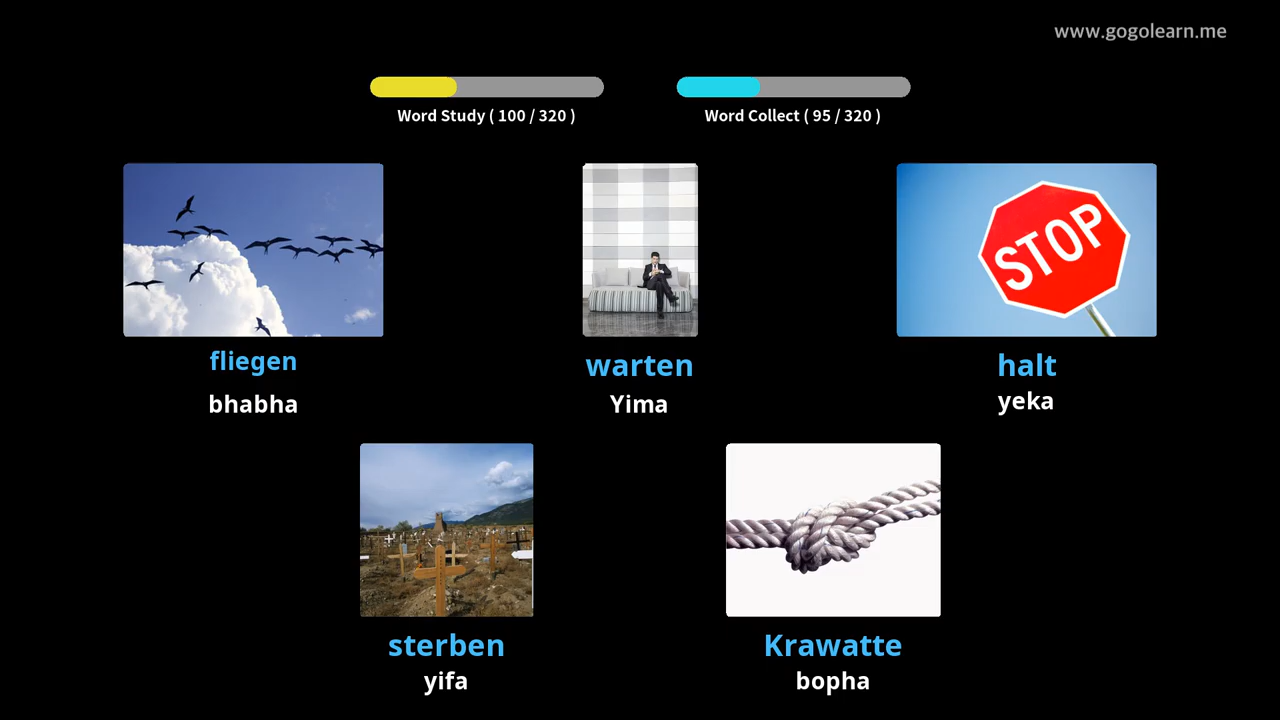 www.gogolearn.me
Word Study ( 100 / 320 )
Word Collect ( 95 / 320 )
STOP
fliegen
warten
halt
bhabha
Yima
yeka
sterben
Krawatte
yifa
bopha